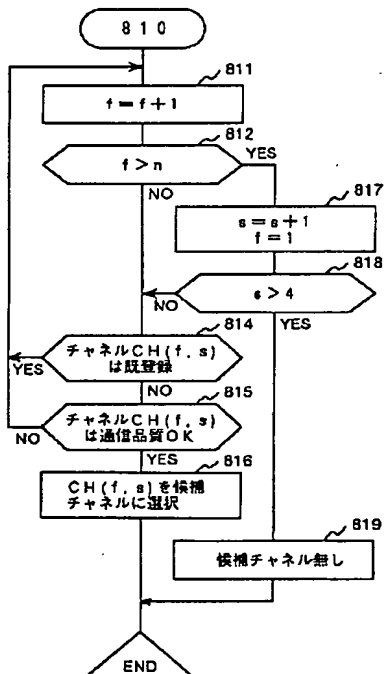 810
811
f=f+1
812
f>n
YES
NO
817
s=s+1
f=1
818
s>4
NO
YES
814
チャネルCH(f,s)
は既登録
YES
NO
815
チャネルCH(f,s)
は通信品質OK
NO
YES
816
CH(f,s)を候補
チャネルに選択
819
候補チャネル無し
END